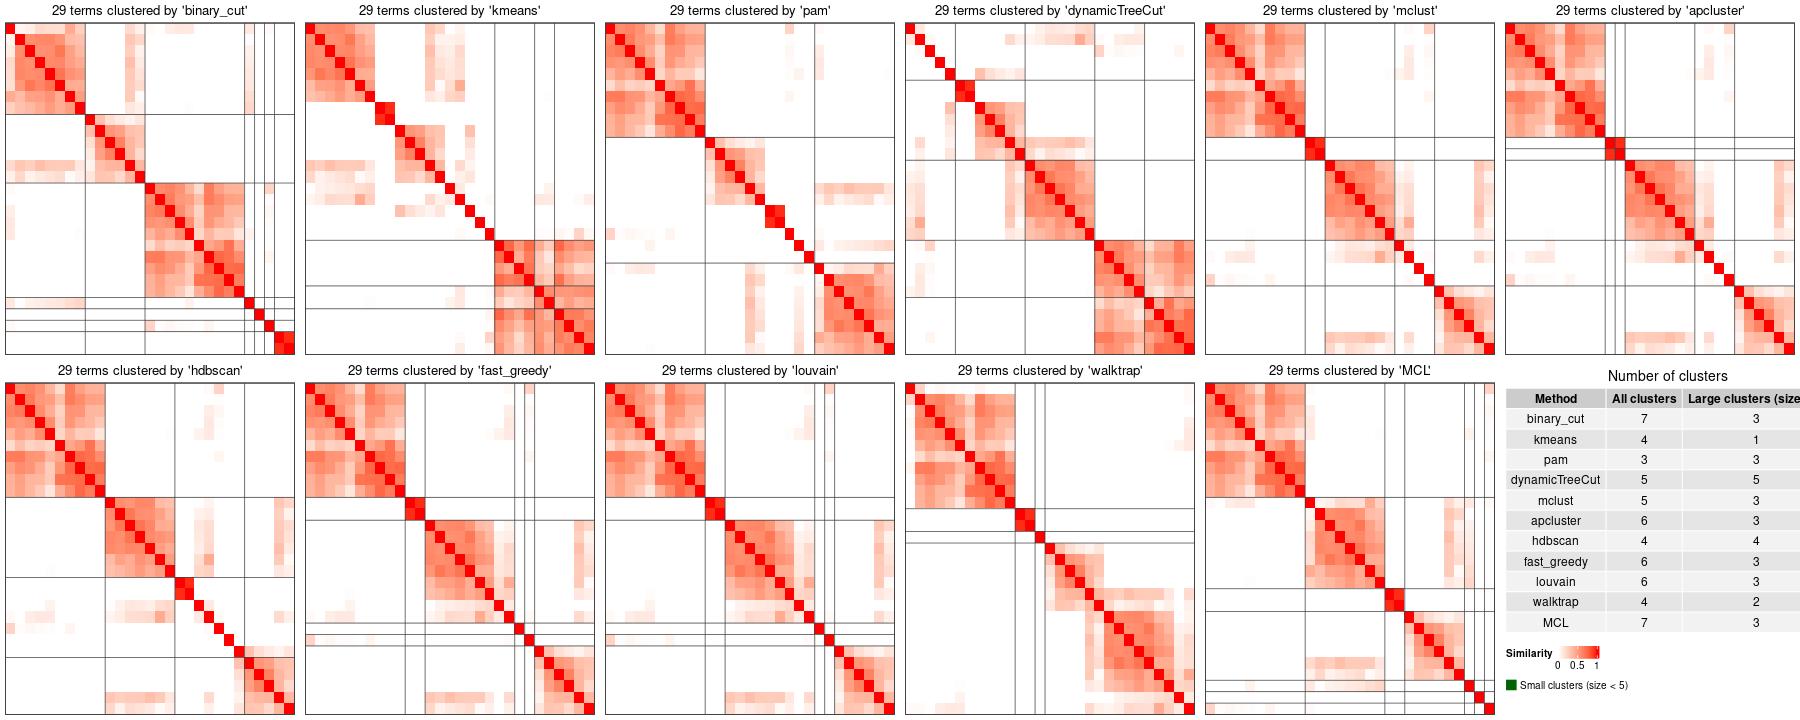 29 terms clustered by 'binary_cut'
29 terms clustered by 'kmeans'
29 terms clustered by 'pam'
29 terms clustered by 'dynamicTreeCut'
29 terms clustered by 'mclust'
29 terms clustered by 'apcluster'
29 terms clustered by 'hdbscan'
29 terms clustered by 'fast_greedy'
29 terms clustered by 'louvain'
29 terms clustered by 'walktrap'
29 terms clustered by 'MCL'
Number of clusters
Method All clusters Large clusters (size
binary_cut 7 3
kmeans 4 1
pam 3 3
dynamicTreeCut 5 5
mclust 5 3
apcluster 6 3
hdbscan 4 4
fast_greedy 6 3
louvain 6 3
walktrap 4 2
MCL 7 3
Similarity
0 0.5 1
Small clusters (size < 5)